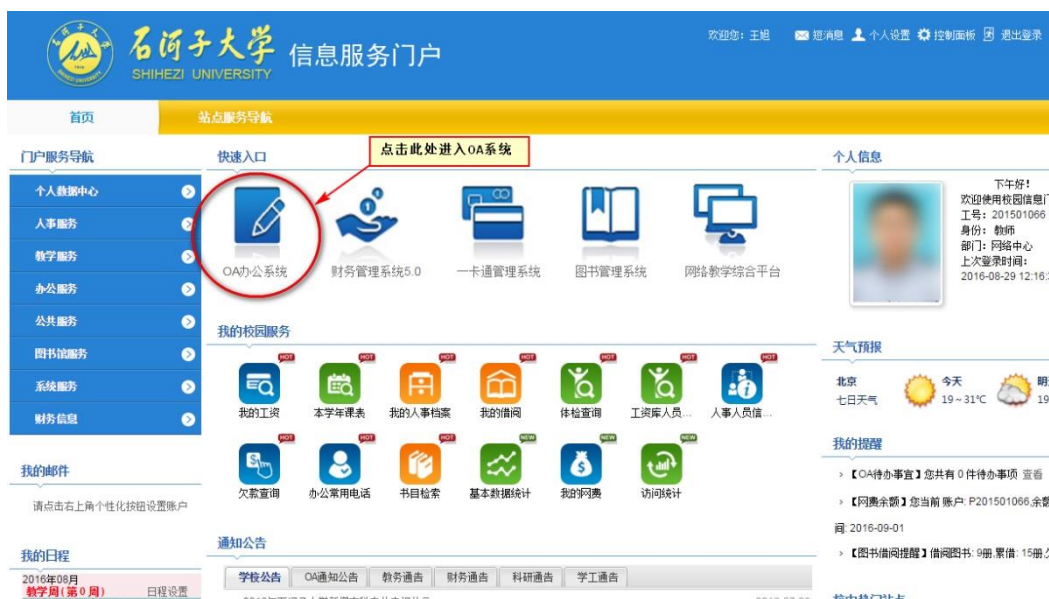 石河子大学
SHIHEZI UNIVERSITY
信息服务门户
欢迎您：王旭 短消息 个人设置 控制面板 退出登录
首页 站点服务导航
门户服务导航
个人数据中心
人事服务
教学服务
办公服务
公共服务
图书馆服务
系统服务
财务信息
我的邮件
请点击右上角个性化按钮设置账户
我的日程
2016年08月
教学周(第0周) 日程设置
快速入口
点击此处进入OA系统
OA办公系统 财务管理系统5.0 一卡通管理系统 图书管理系统 网络教学综合平台
我的校园服务
HOT HOT HOT HOT HOT HOT HOT
我的工资 本学年课表 我的人事档案 我的借阅 体检查询 工资库人员... 人事人员信...
HOT HOT HOT NEW NEW NEW
欠款查询 办公常用电话 书目检索 基本数据统计 我的网费 访问统计
通知公告
学校公告 OA通知公告 教务通告 财务通告 科研通告 学工通告
个人信息
下午好！
欢迎使用校园信息门
工号：201501066
身份：教师
部门：网络中心
上次登录时间：
2016-08-29 12:16:
天气预报
北京 今天
七日天气 19~31℃ 19
我的提醒
> 【OA待办事宜】您共有 0 件待办事项 查看
> 【网费余额】您当前 账户: P201501066,余额
间: 2016-09-01
> 【图书借阅提醒】借阅图书: 9册,累借: 15册,